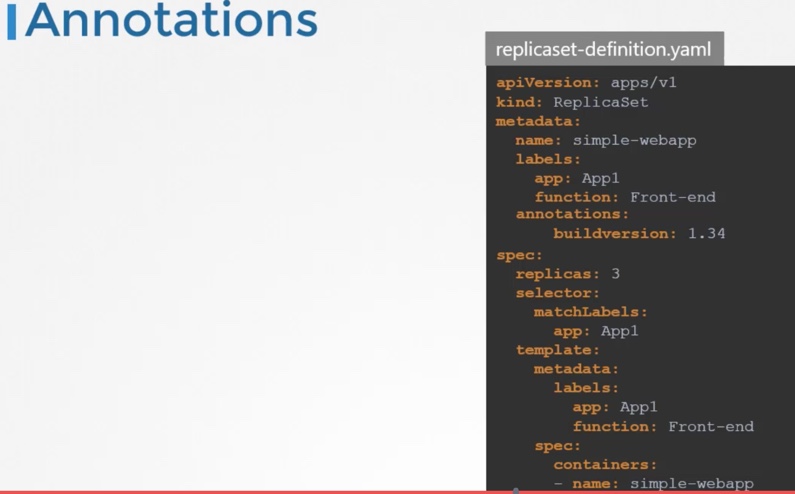 Annotations
replicaset-definition.yaml
apiVersion: apps/v1
kind: ReplicaSet
metadata:
  name: simple-webapp
  labels:
    app: App1
    function: Front-end
  annotations:
      buildversion: 1.34
spec:
  replicas: 3
  selector:
    matchLabels:
      app: App1
  template:
    metadata:
      labels:
        app: App1
        function: Front-end
    spec:
      containers:
      - name: simple-webapp